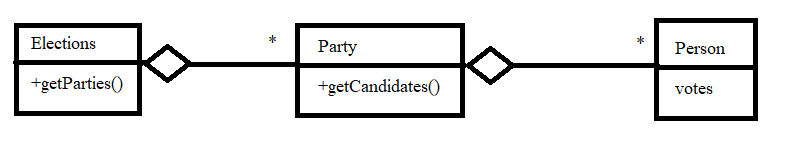 Elections
+getParties()
*
Party
+getCandidates()
*
Person
votes